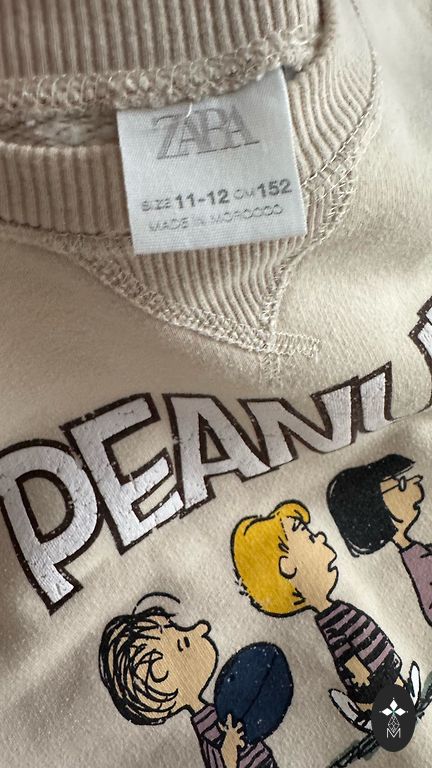 ZARA
SIZE 11-12 CM 152
MADE IN MOROCCO
PEANU
M